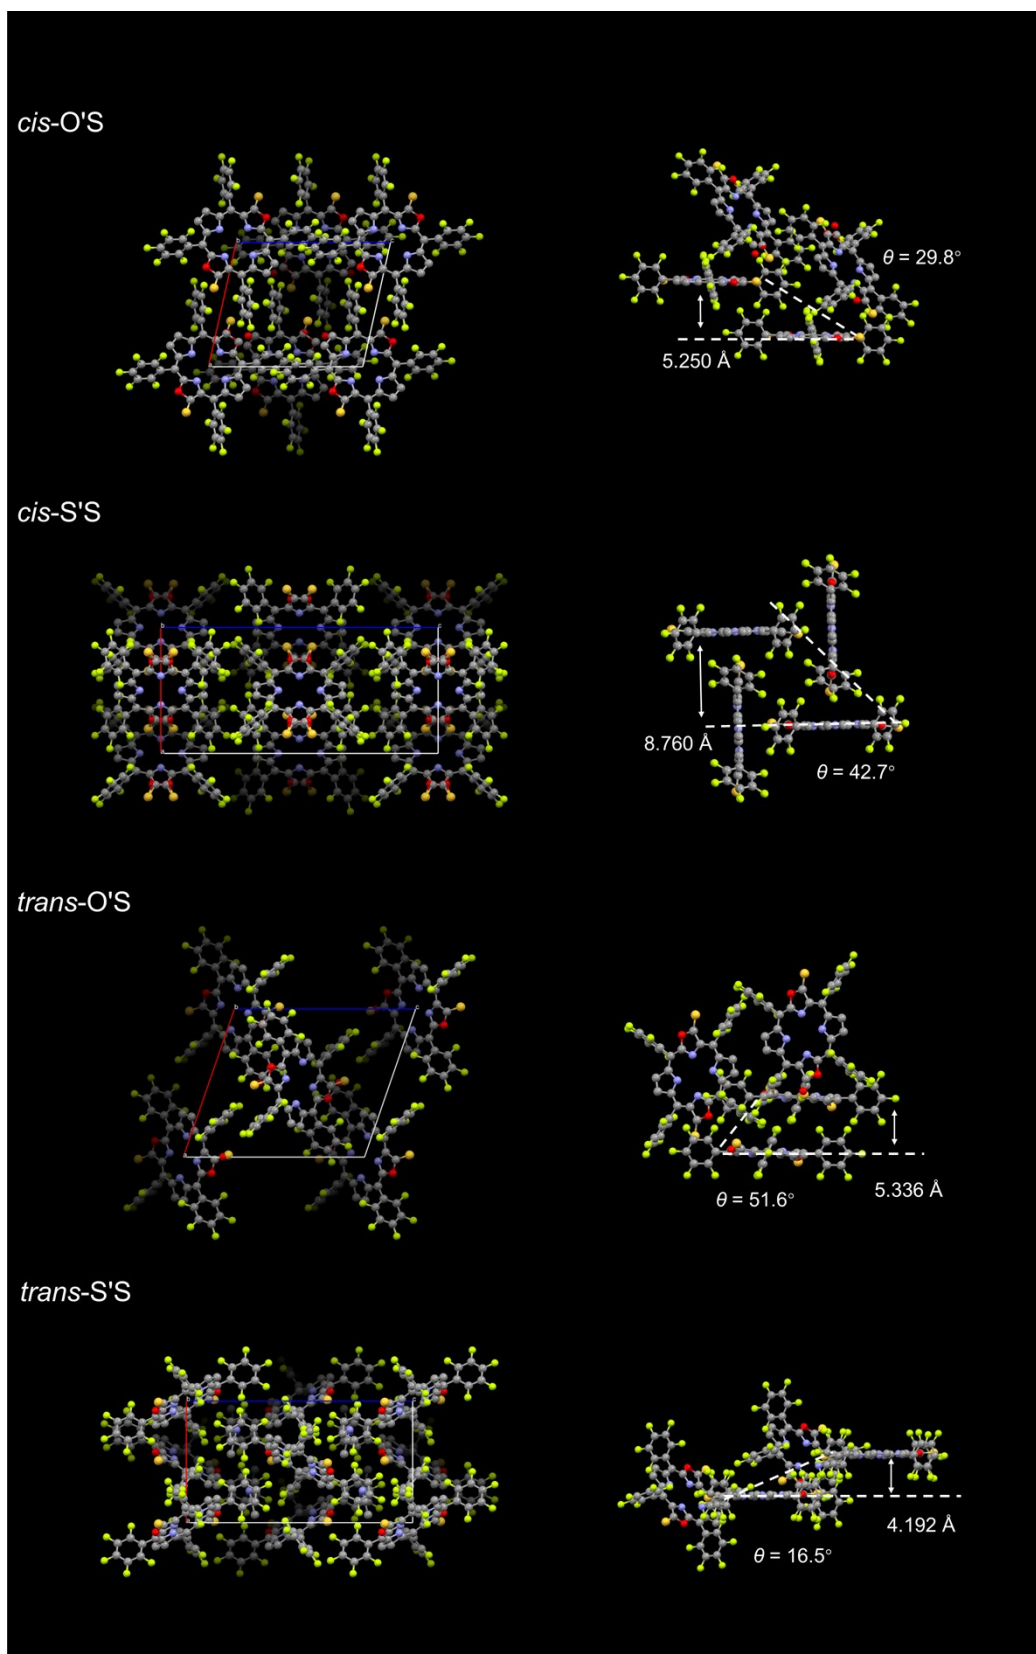 cis-O'S
θ = 29.8°
5.250 Å
cis-S'S
8.760 Å
θ = 42.7°
trans-O'S
θ = 51.6°
5.336 Å
trans-S'S
4.192 Å
θ = 16.5°